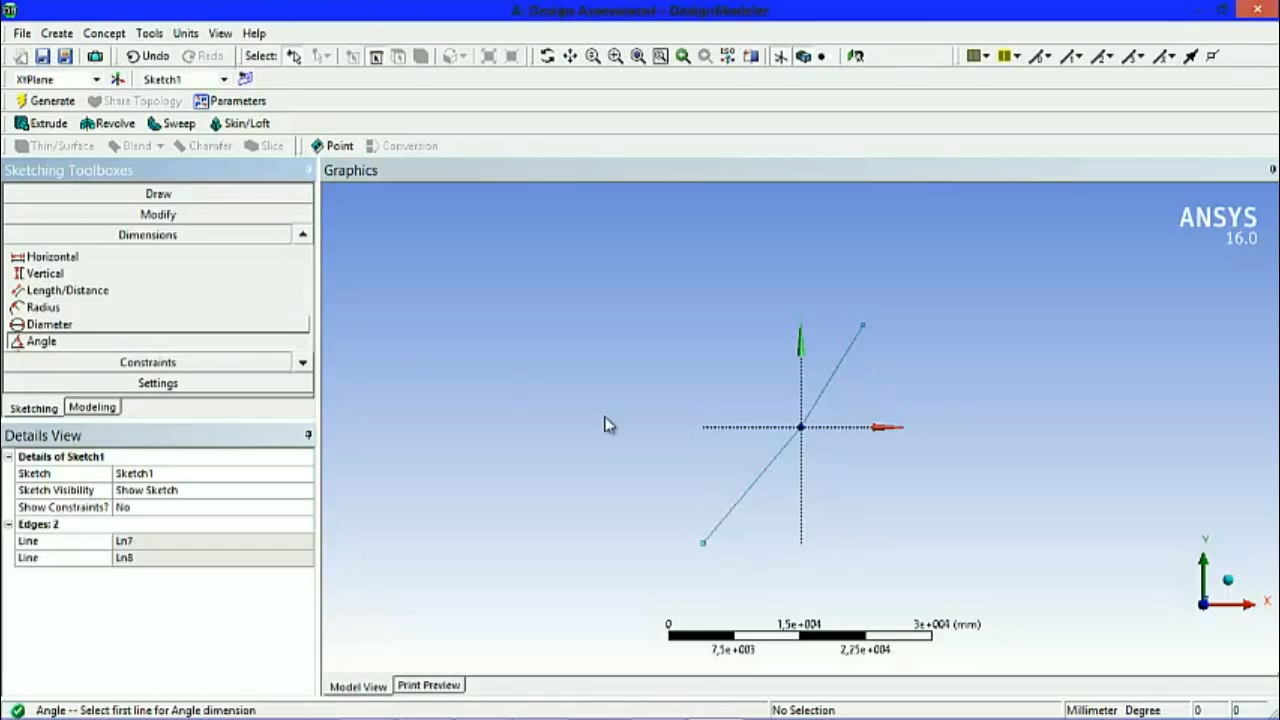 A: Design Assessment - DesignModeler
File Create Concept Tools Units View Help
Undo Redo Select: ISO
XYPlane Sketch1
Generate Share Topology Parameters
Extrude Revolve Sweep Skin/Loft
Thin/Surface Blend Chamfer Slice Point Conversion
Sketching Toolboxes
Draw
Modify
Dimensions
Horizontal
Vertical
Length/Distance
Radius
Diameter
Angle
Constraints
Settings
Sketching Modeling
Details View
Details of Sketch1
Sketch Sketch1
Sketch Visibility Show Sketch
Show Constraints? No
Edges: 2
Line Ln7
Line Ln8
Graphics
ANSYS
16.0
Y
X
0 1,5e+004 3e+004 (mm)
7,5e+003 2,25e+004
Model View Print Preview
Angle -- Select first line for Angle dimension No Selection Millimeter Degree 0 0